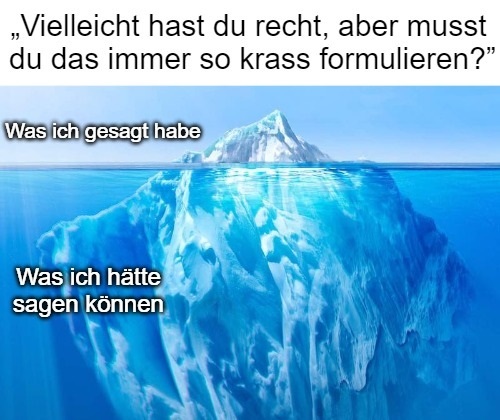 „Vielleicht hast du recht, aber musst
du das immer so krass formulieren?”
Was ich gesagt habe
Was ich hätte
sagen können